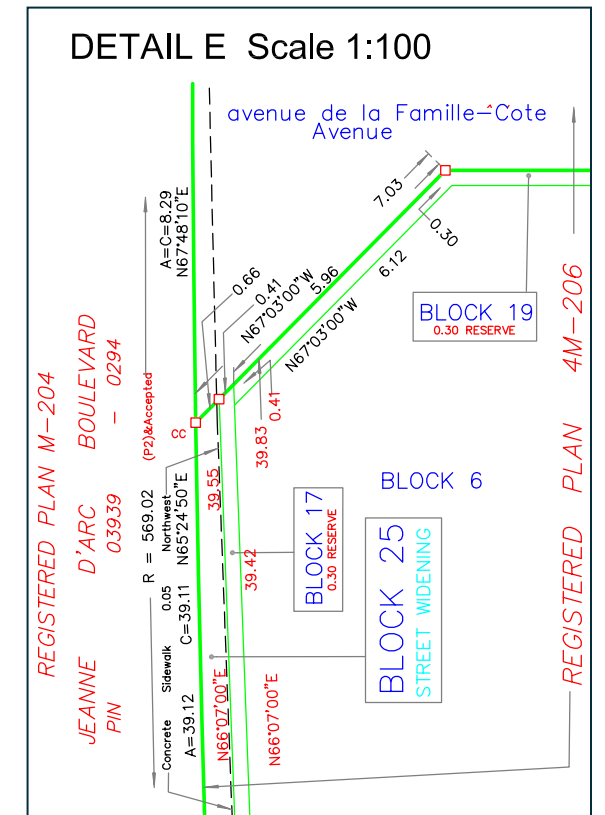 DETAIL E Scale 1:100
avenue de la Famille-Cote
Avenue
7.03
0.30
A=C=8.29
N67°48'10"E
0.66
0.41
N67°03'00"W
5.96
6.12
N67°03'00"W
BLOCK 19
0.30 RESERVE
REGISTERED PLAN M-204
JEANNE D'ARC BOULEVARD
PIN 03939 - 0294
(P2)&Accepted
R = 569.02
CC
Concrete Sidewalk 0.05 Northwest
A=39.12 C=39.11 N65°24'50"E
39.55
N66°07'00"E
39.42
N66°07'00"E
39.83
0.41
BLOCK 17
0.30 RESERVE
BLOCK 6
BLOCK 25
STREET WIDENING
REGISTERED PLAN 4M-206